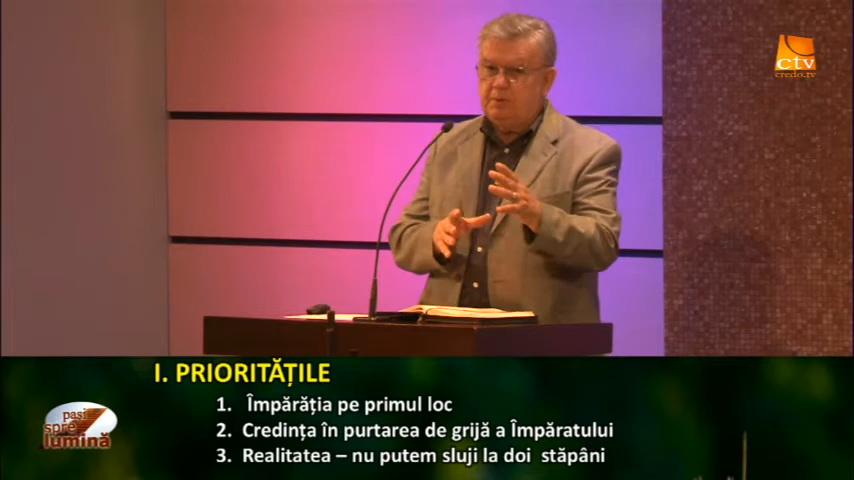 ctv
credo.tv
I. PRIORITĂȚILE
1. Împărăția pe primul loc
2. Credința în purtarea de grijă a Împăratului
3. Realitatea – nu putem sluji la doi stăpâni
pași
spre
lumină